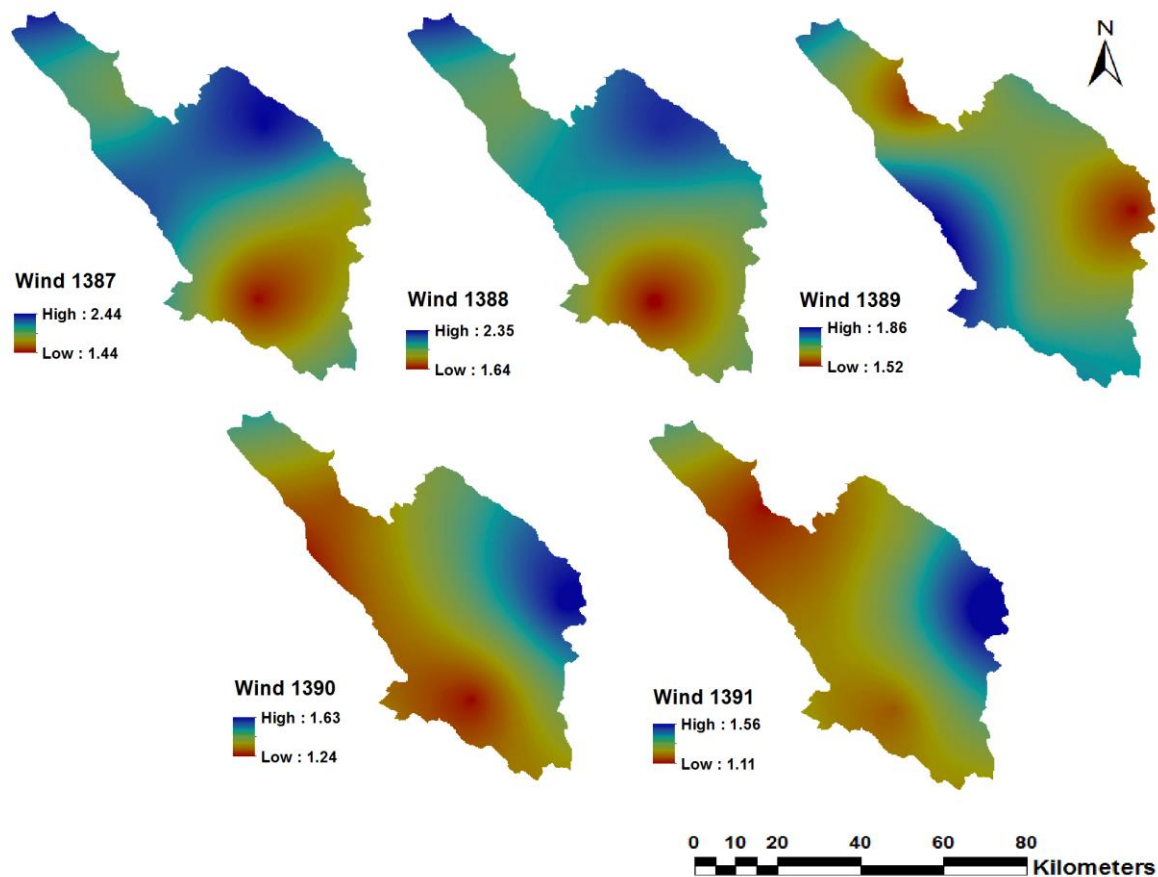 N
Wind 1387
High : 2.44
Low : 1.44
Wind 1388
High : 2.35
Low : 1.64
Wind 1389
High : 1.86
Low : 1.52
Wind 1390
High : 1.63
Low : 1.24
Wind 1391
High : 1.56
Low : 1.11
0 10 20 40 60 80
Kilometers